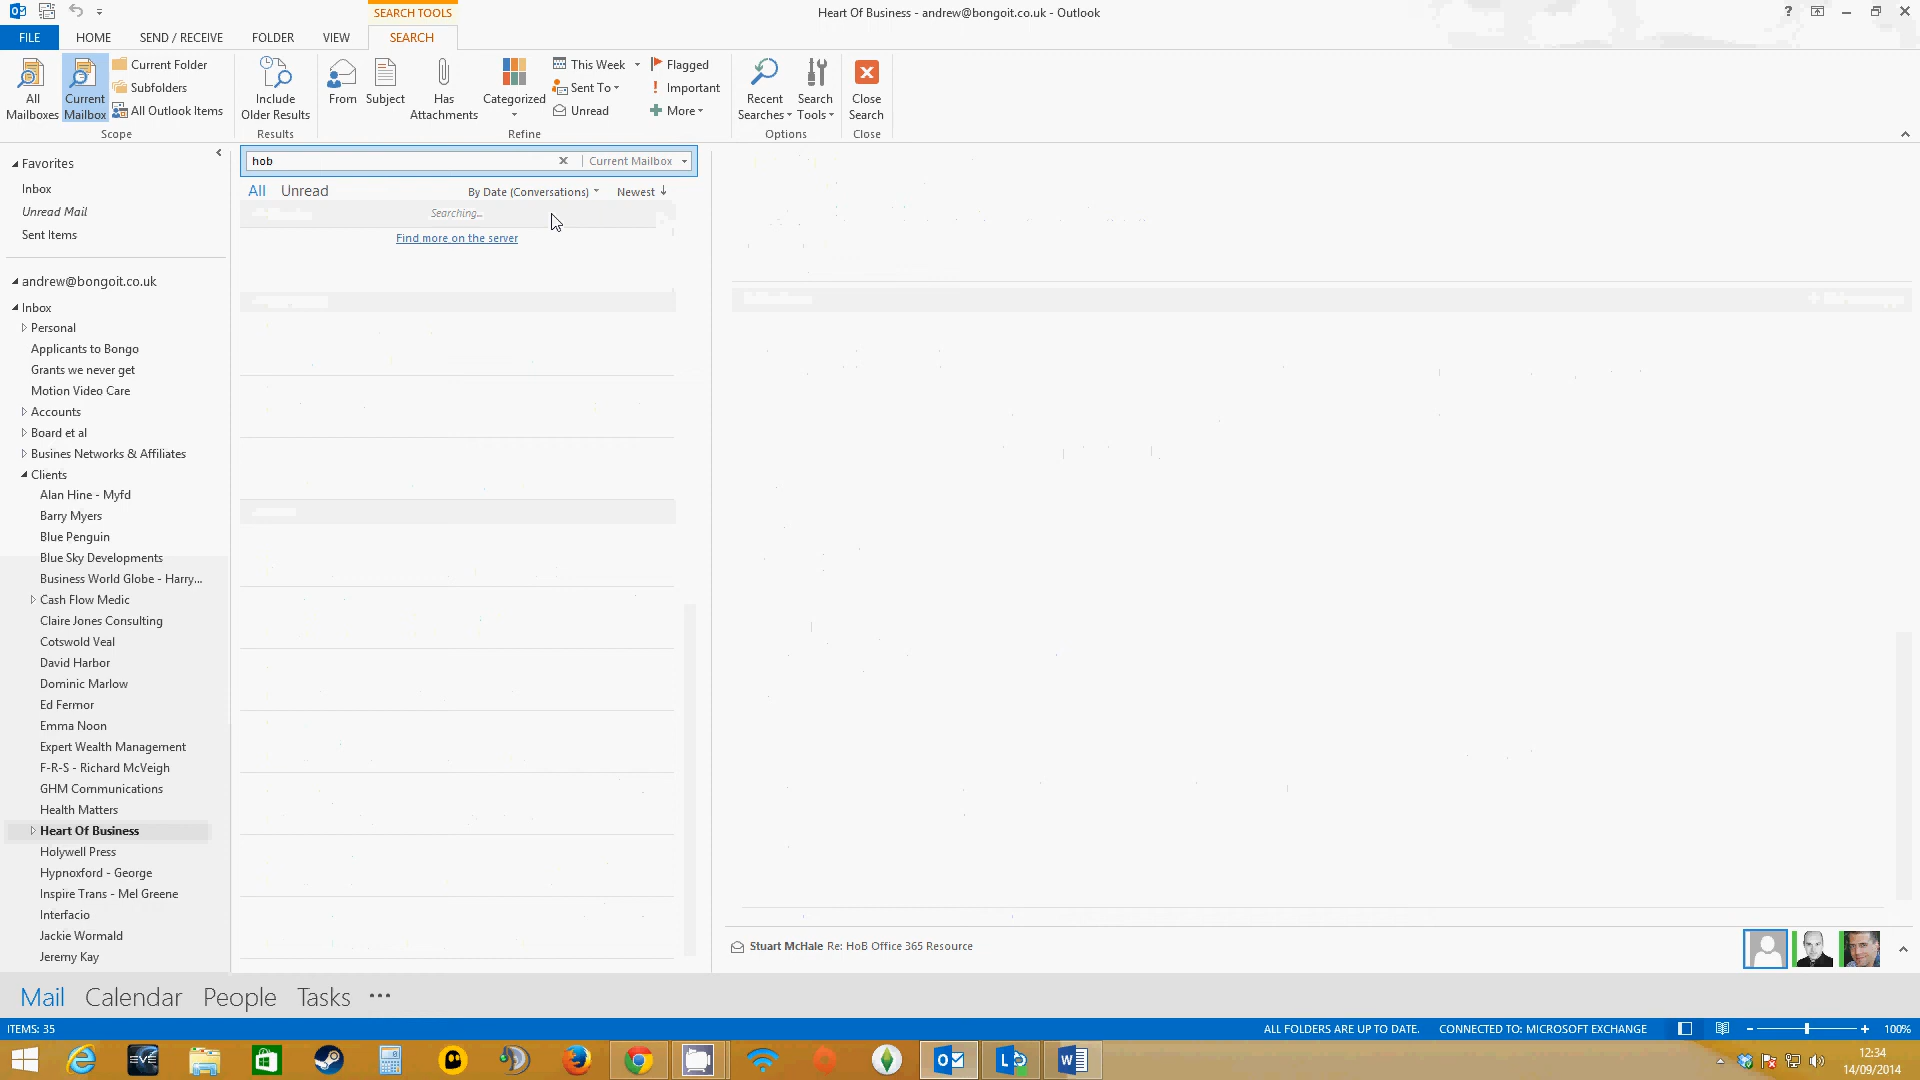 SEARCH TOOLS
Heart Of Business - andrew@bongoit.co.uk - Outlook
FILE HOME SEND / RECEIVE FOLDER VIEW SEARCH
All Mailboxes
Current Mailbox
Current Folder
Subfolders
All Outlook Items
Scope
Include Older Results
Results
From
Subject
Has Attachments
Categorized
This Week
Sent To
Unread
Flagged
Important
More
Refine
Recent Searches
Search Tools
Options
Close Search
Close
Favorites
Inbox
Unread Mail
Sent Items
andrew@bongoit.co.uk
Inbox
Personal
Applicants to Bongo
Grants we never get
Motion Video Care
Accounts
Board et al
Busines Networks & Affiliates
Clients
Alan Hine - Myfd
Barry Myers
Blue Penguin
Blue Sky Developments
Business World Globe - Harry...
Cash Flow Medic
Claire Jones Consulting
Cotswold Veal
David Harbor
Dominic Marlow
Ed Fermor
Emma Noon
Expert Wealth Management
F-R-S - Richard McVeigh
GHM Communications
Health Matters
Heart Of Business
Holywell Press
Hypnoxford - George
Inspire Trans - Mel Greene
Interfacio
Jackie Wormald
Jeremy Kay
hob
Current Mailbox
All Unread By Date (Conversations) Newest
Searching...
Find more on the server
Stuart McHale Re: HoB Office 365 Resource
Mail Calendar People Tasks ...
ITEMS: 35
ALL FOLDERS ARE UP TO DATE. CONNECTED TO: MICROSOFT EXCHANGE 100%
EVE
12:34
14/09/2014